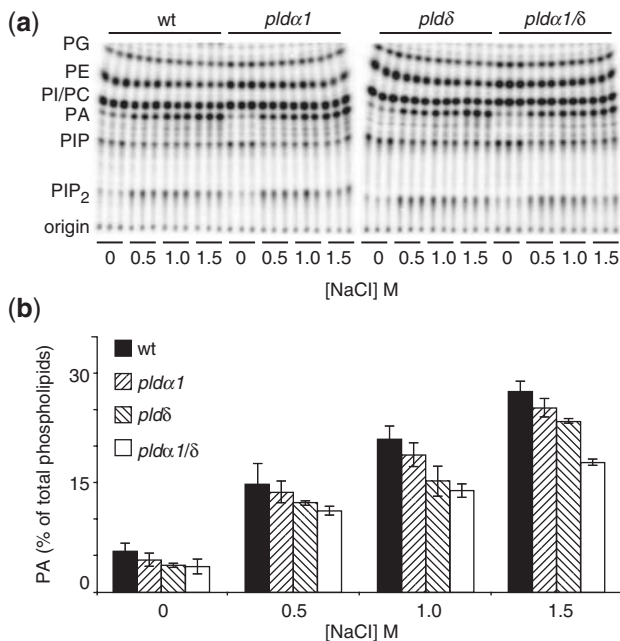 (a)
wt pldα1 pldδ pldα1/δ
PG
PE
PI/PC
PA
PIP
PIP₂
origin
0 0.5 1.0 1.5 0 0.5 1.0 1.5 0 0.5 1.0 1.5 0 0.5 1.0 1.5
[NaCl] M
(b)
PA (% of total phospholipids)
30
15
0
wt
pldα1
pldδ
pldα1/δ
0 0.5 1.0 1.5
[NaCl] M